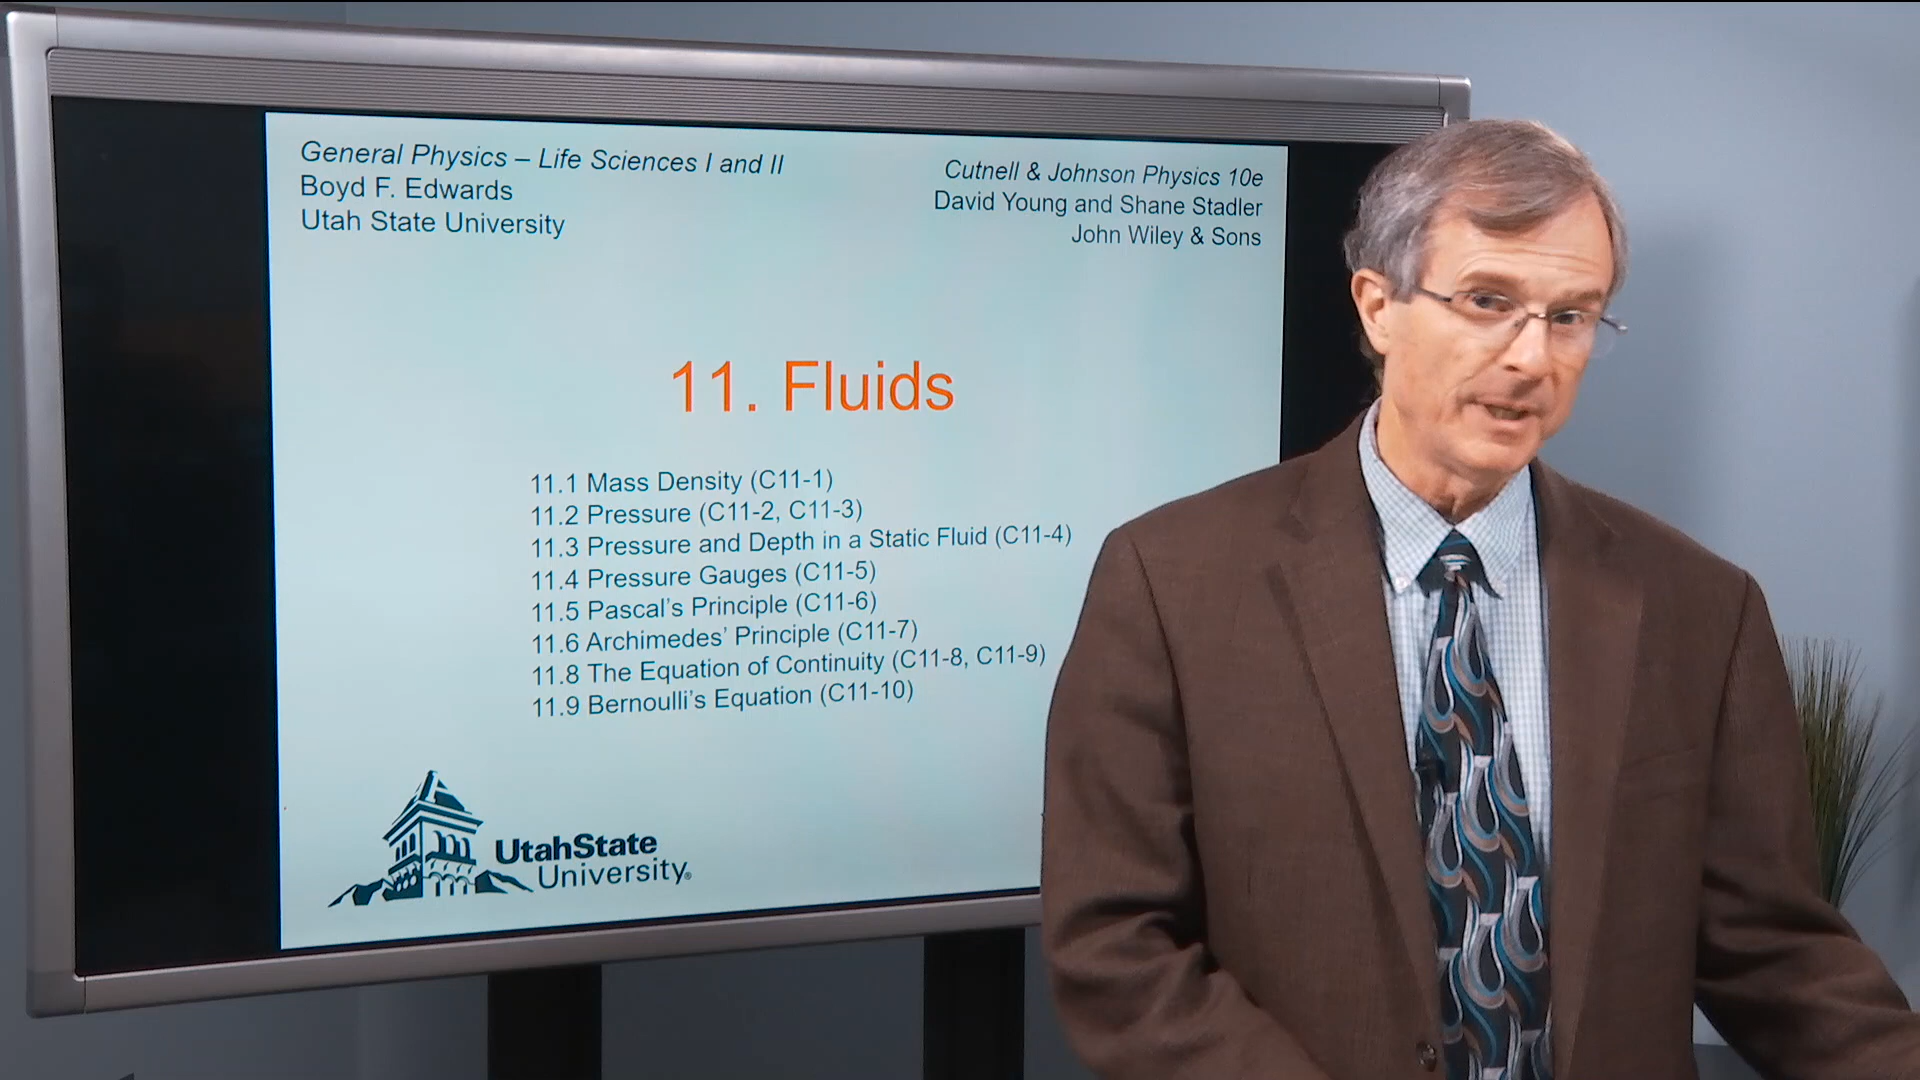 General Physics – Life Sciences I and II
Boyd F. Edwards
Utah State University
Cutnell & Johnson Physics 10e
David Young and Shane Stadler
John Wiley & Sons
11. Fluids
11.1 Mass Density (C11-1)
11.2 Pressure (C11-2, C11-3)
11.3 Pressure and Depth in a Static Fluid (C11-4)
11.4 Pressure Gauges (C11-5)
11.5 Pascal's Principle (C11-6)
11.6 Archimedes' Principle (C11-7)
11.8 The Equation of Continuity (C11-8, C11-9)
11.9 Bernoulli's Equation (C11-10)
UtahState
University®